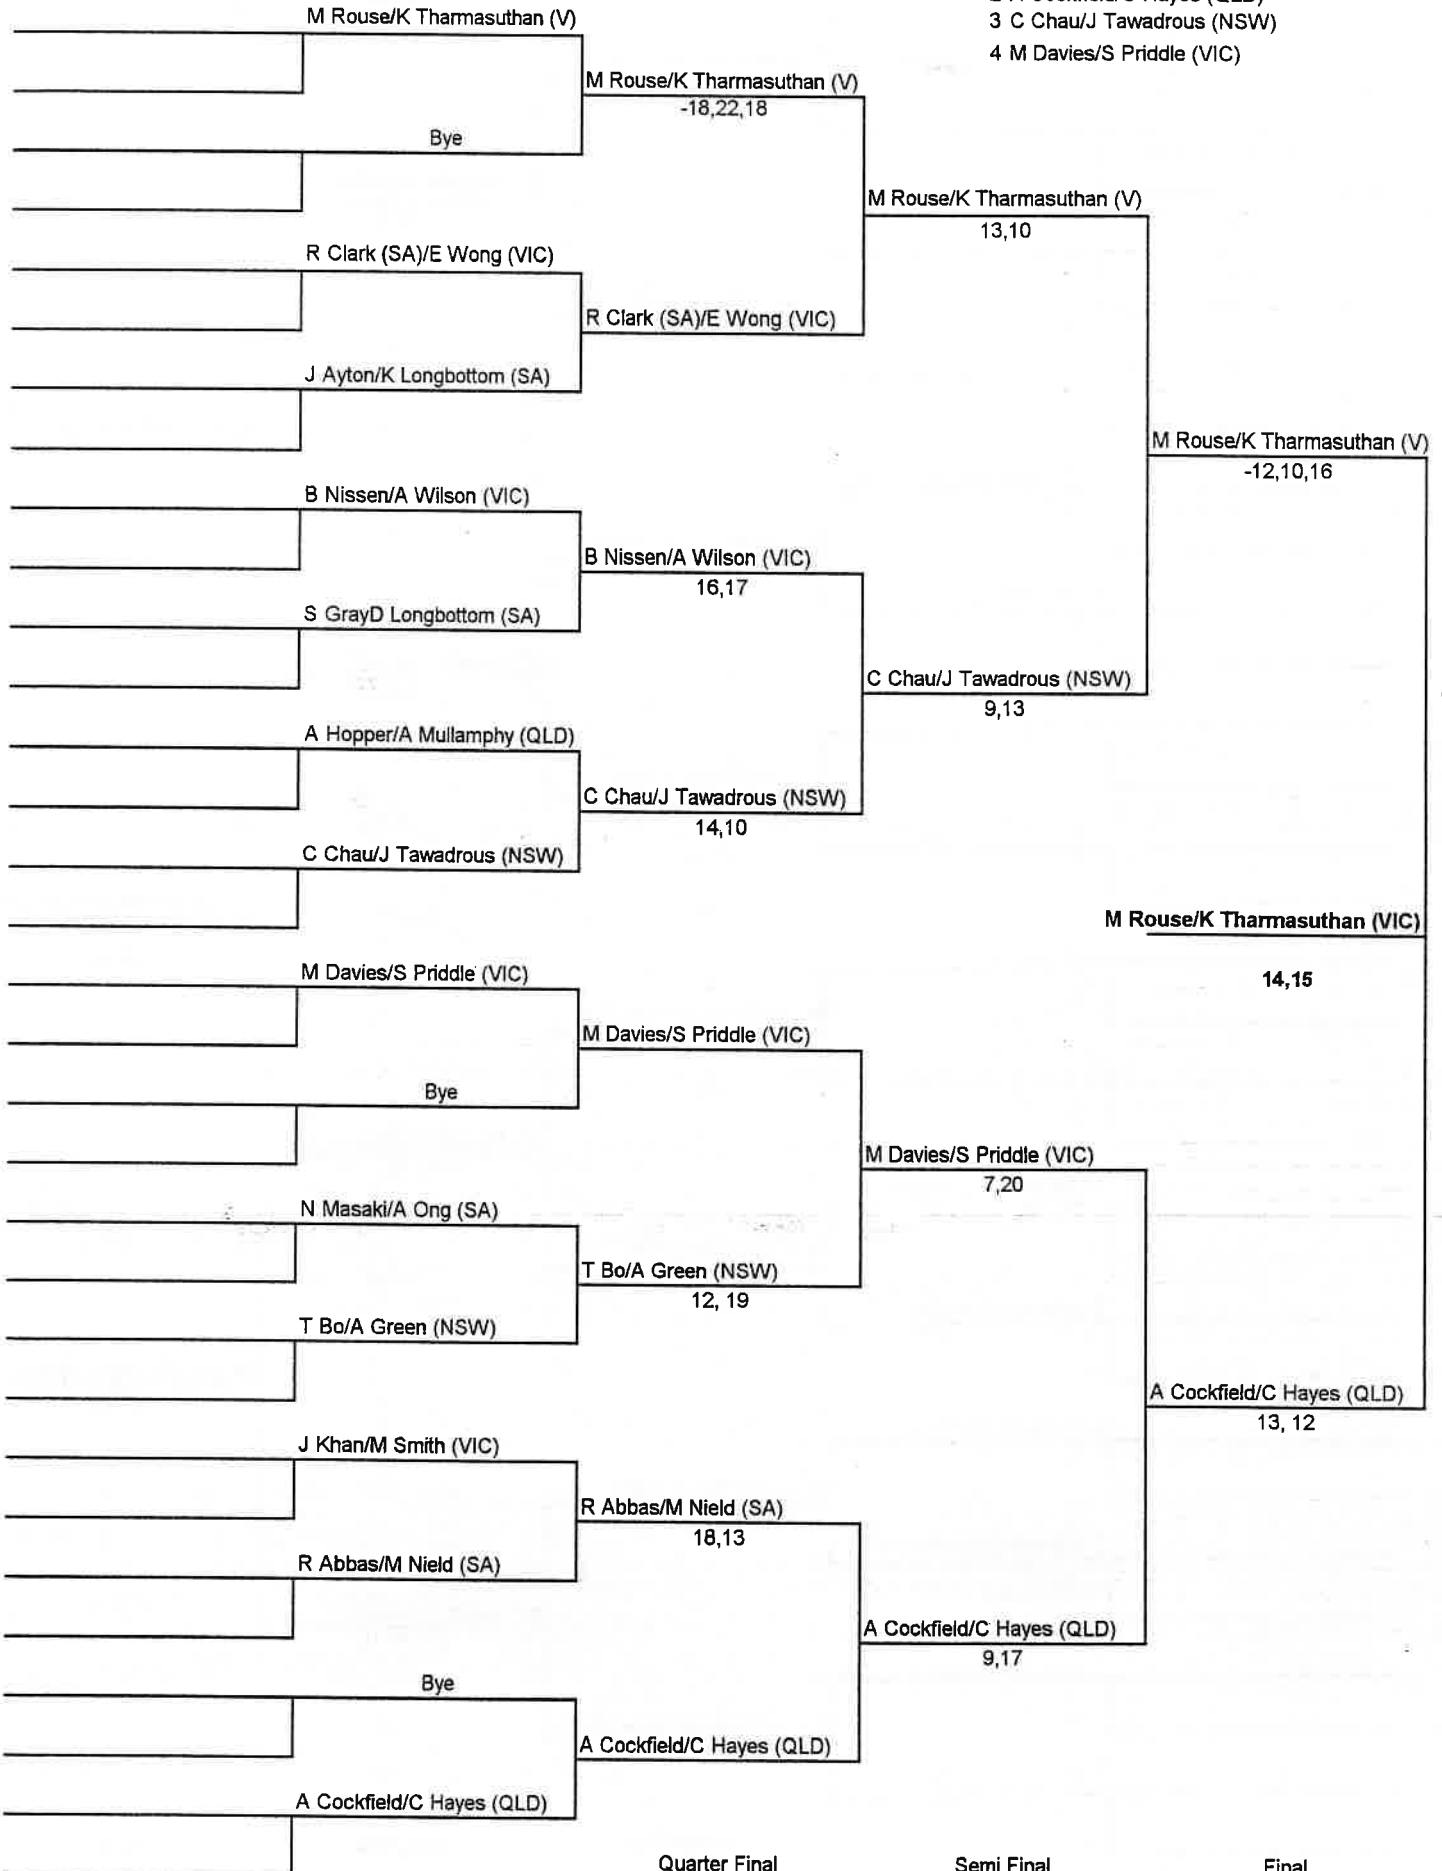 3 C Chau/J Tawadrous (NSW)
4 M Davies/S Priddle (VIC)
M Rouse/K Tharmasuthan (V)
M Rouse/K Tharmasuthan (V)
-18,22,18
Bye
M Rouse/K Tharmasuthan (V)
13,10
R Clark (SA)/E Wong (VIC)
R Clark (SA)/E Wong (VIC)
J Ayton/K Longbottom (SA)
M Rouse/K Tharmasuthan (V)
-12,10,16
B Nissen/A Wilson (VIC)
B Nissen/A Wilson (VIC)
16,17
S GrayD Longbottom (SA)
C Chau/J Tawadrous (NSW)
9,13
A Hopper/A Mullamphy (QLD)
C Chau/J Tawadrous (NSW)
14,10
C Chau/J Tawadrous (NSW)
M Rouse/K Tharmasuthan (VIC)
14,15
M Davies/S Priddle (VIC)
M Davies/S Priddle (VIC)
Bye
M Davies/S Priddle (VIC)
7,20
N Masaki/A Ong (SA)
T Bo/A Green (NSW)
12, 19
T Bo/A Green (NSW)
A Cockfield/C Hayes (QLD)
13, 12
J Khan/M Smith (VIC)
R Abbas/M Nield (SA)
18,13
R Abbas/M Nield (SA)
A Cockfield/C Hayes (QLD)
9,17
Bye
A Cockfield/C Hayes (QLD)
A Cockfield/C Hayes (QLD)
Quarter Final
Semi Final
Final